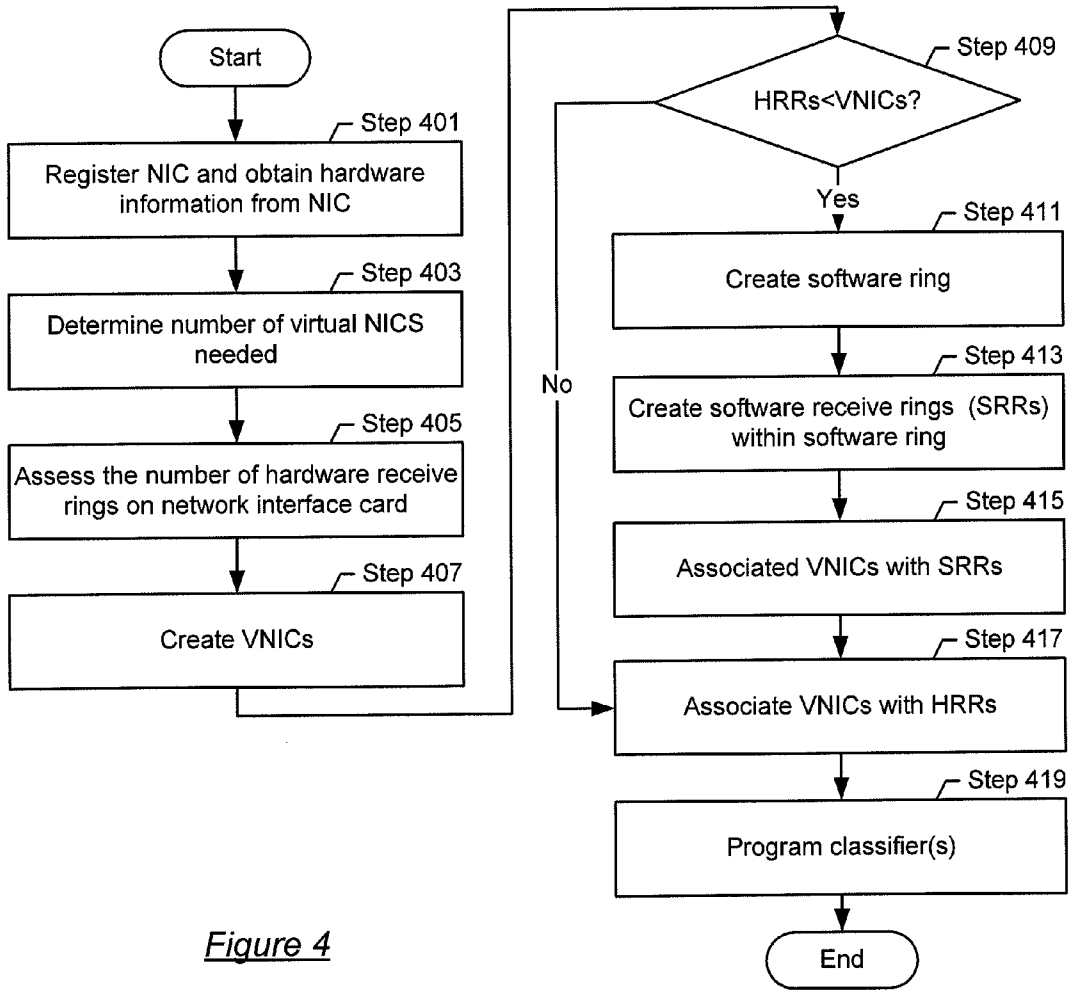 Start
Step 401
Register NIC and obtain hardware
information from NIC
Step 403
Determine number of virtual NICS
needed
Step 405
Assess the number of hardware receive
rings on network interface card
Step 407
Create VNICs
Step 409
HRRs<VNICs?
Yes
No
Step 411
Create software ring
Step 413
Create software receive rings (SRRs)
within software ring
Step 415
Associated VNICs with SRRs
Step 417
Associate VNICs with HRRs
Step 419
Program classifier(s)
End
Figure 4